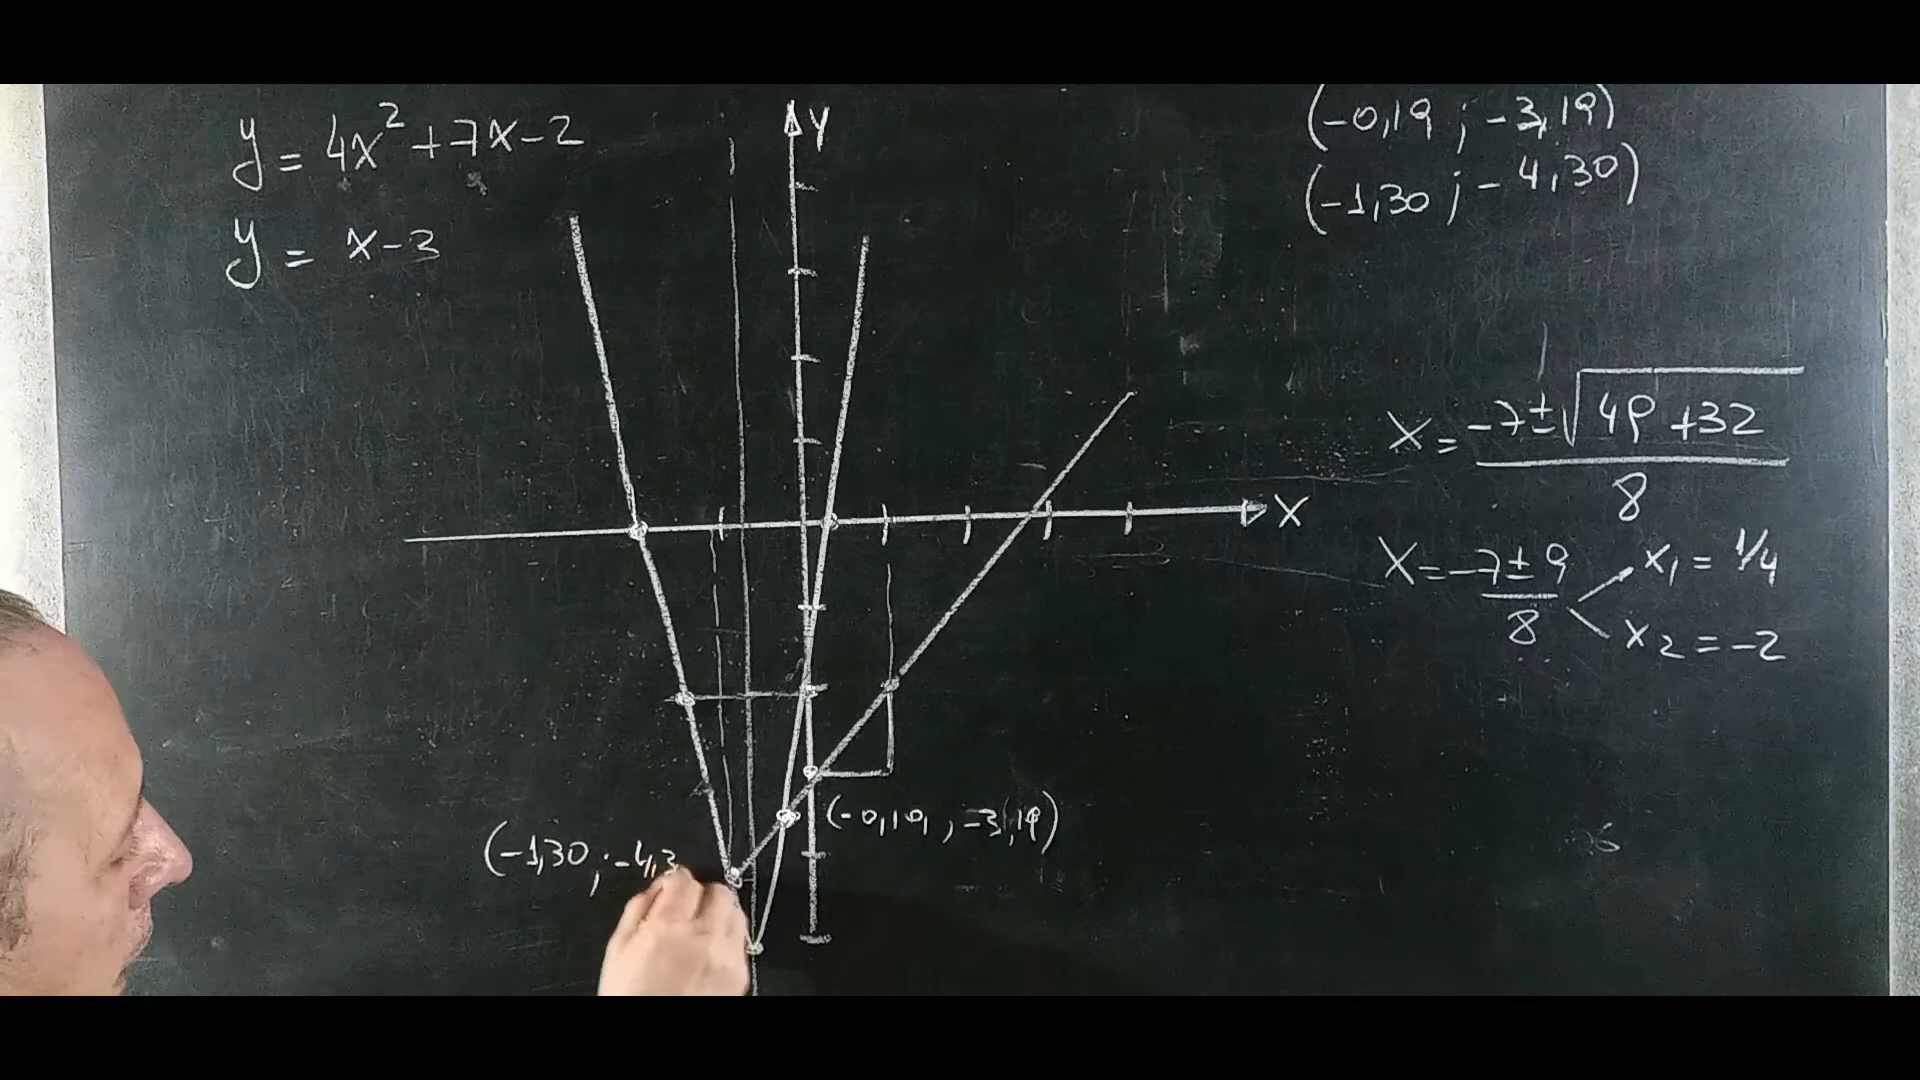 y = 4x² + 7x - 2
y = x - 3
Y
X
(-0,19 ; -3,19)
(-1,30 ; -4,30)
x = -7 ± √49 + 32
8
x = -7 ± 9
8
x₁ = 1/4
x₂ = -2
(-0,19 ; -3,19)
(-1,30 ; -4,3